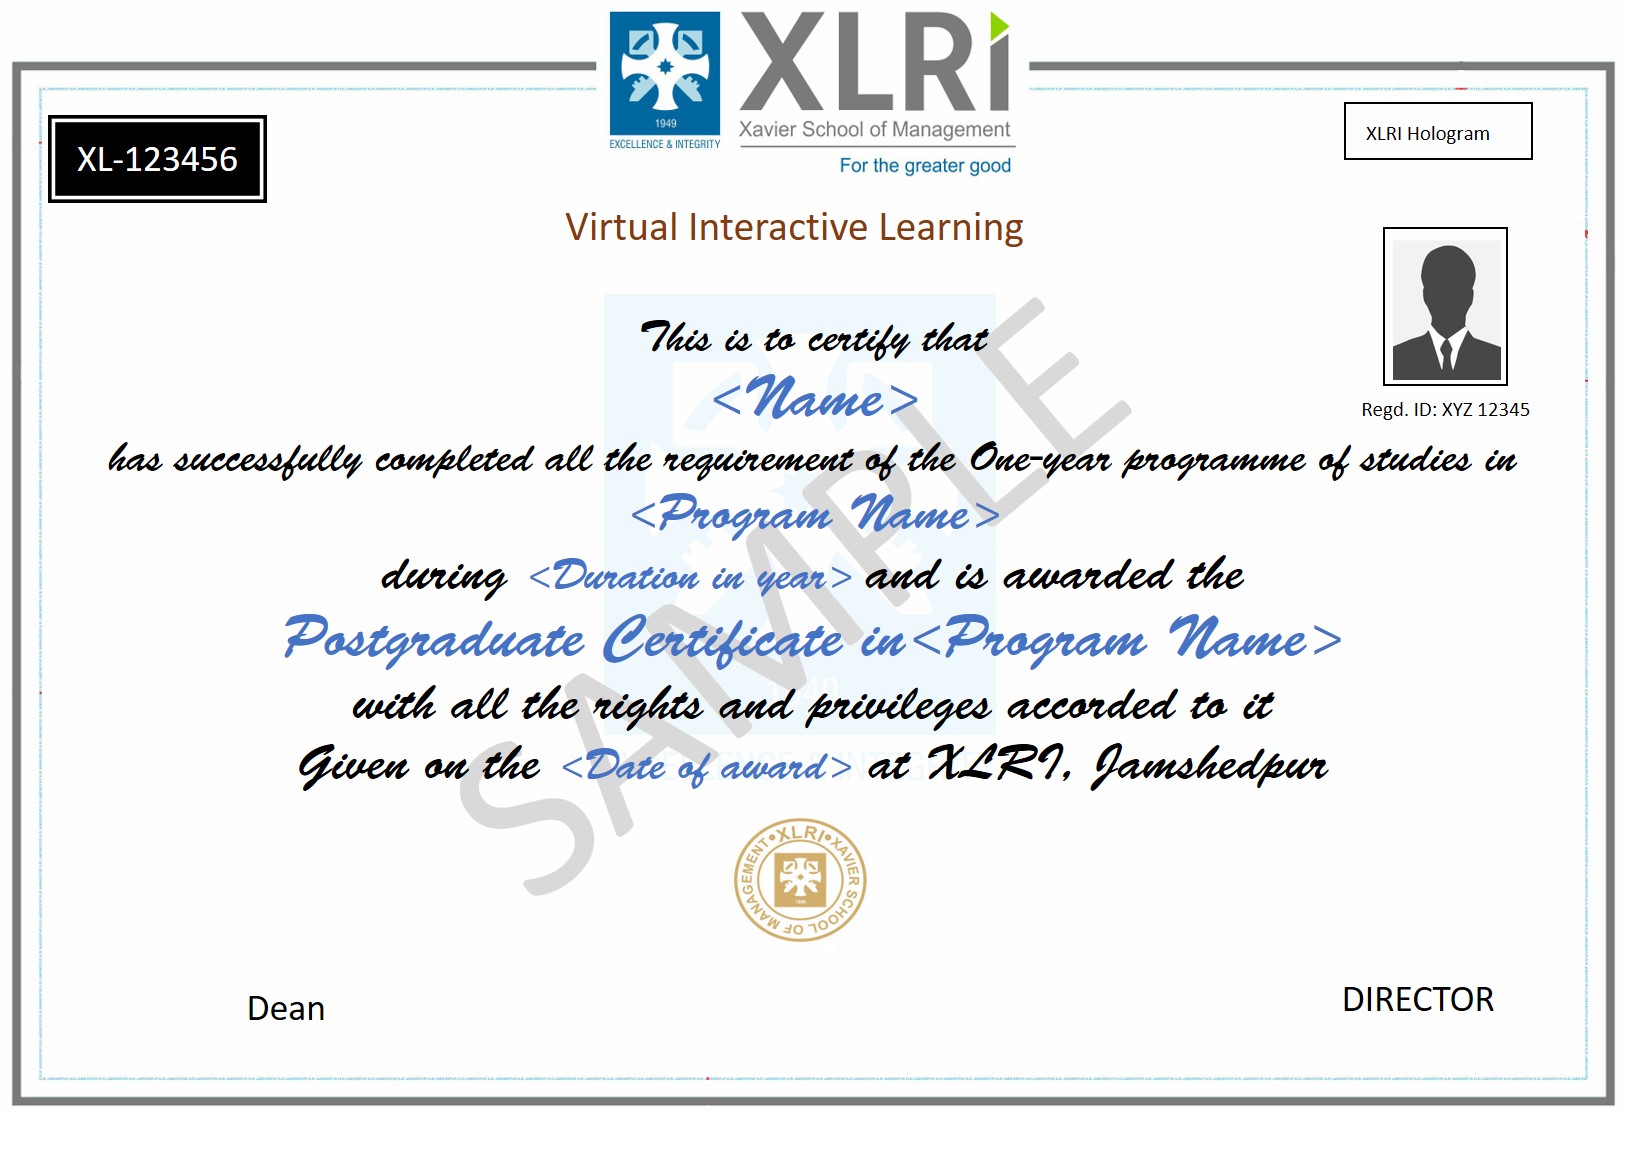 XLRi
1949
EXCELLENCE & INTEGRITY
Xavier School of Management
For the greater good
XL-123456
XLRI Hologram
Virtual Interactive Learning
Regd. ID: XYZ 12345
This is to certify that
<Name>
has successfully completed all the requirement of the One-year programme of studies in
<Program Name>
during <Duration in year> and is awarded the
Postgraduate Certificate in<Program Name>
with all the rights and privileges accorded to it
Given on the <Date of award> at XLRI, Jamshedpur
SAMPLE
1949
•XLRI•XAVIER SCHOOL OF MANAGEMENT
1949
Dean
DIRECTOR